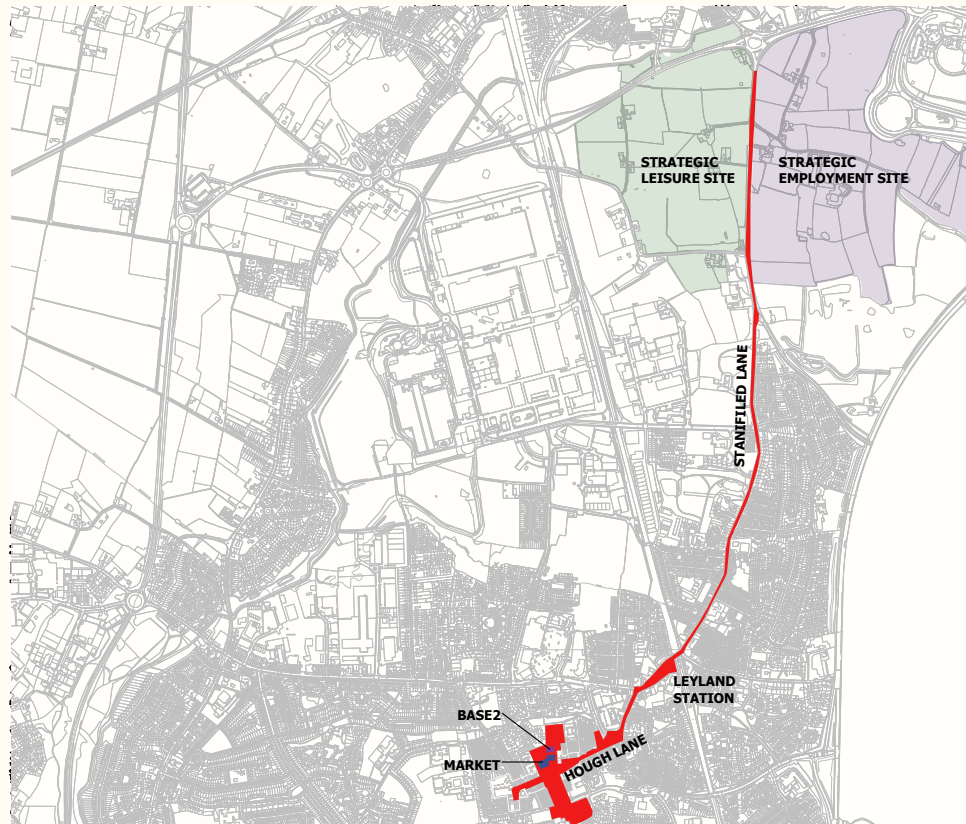 STRATEGIC
LEISURE SITE
STRATEGIC
EMPLOYMENT SITE
STANIFILED LANE
LEYLAND
STATION
BASE2
MARKET
HOUGH LANE